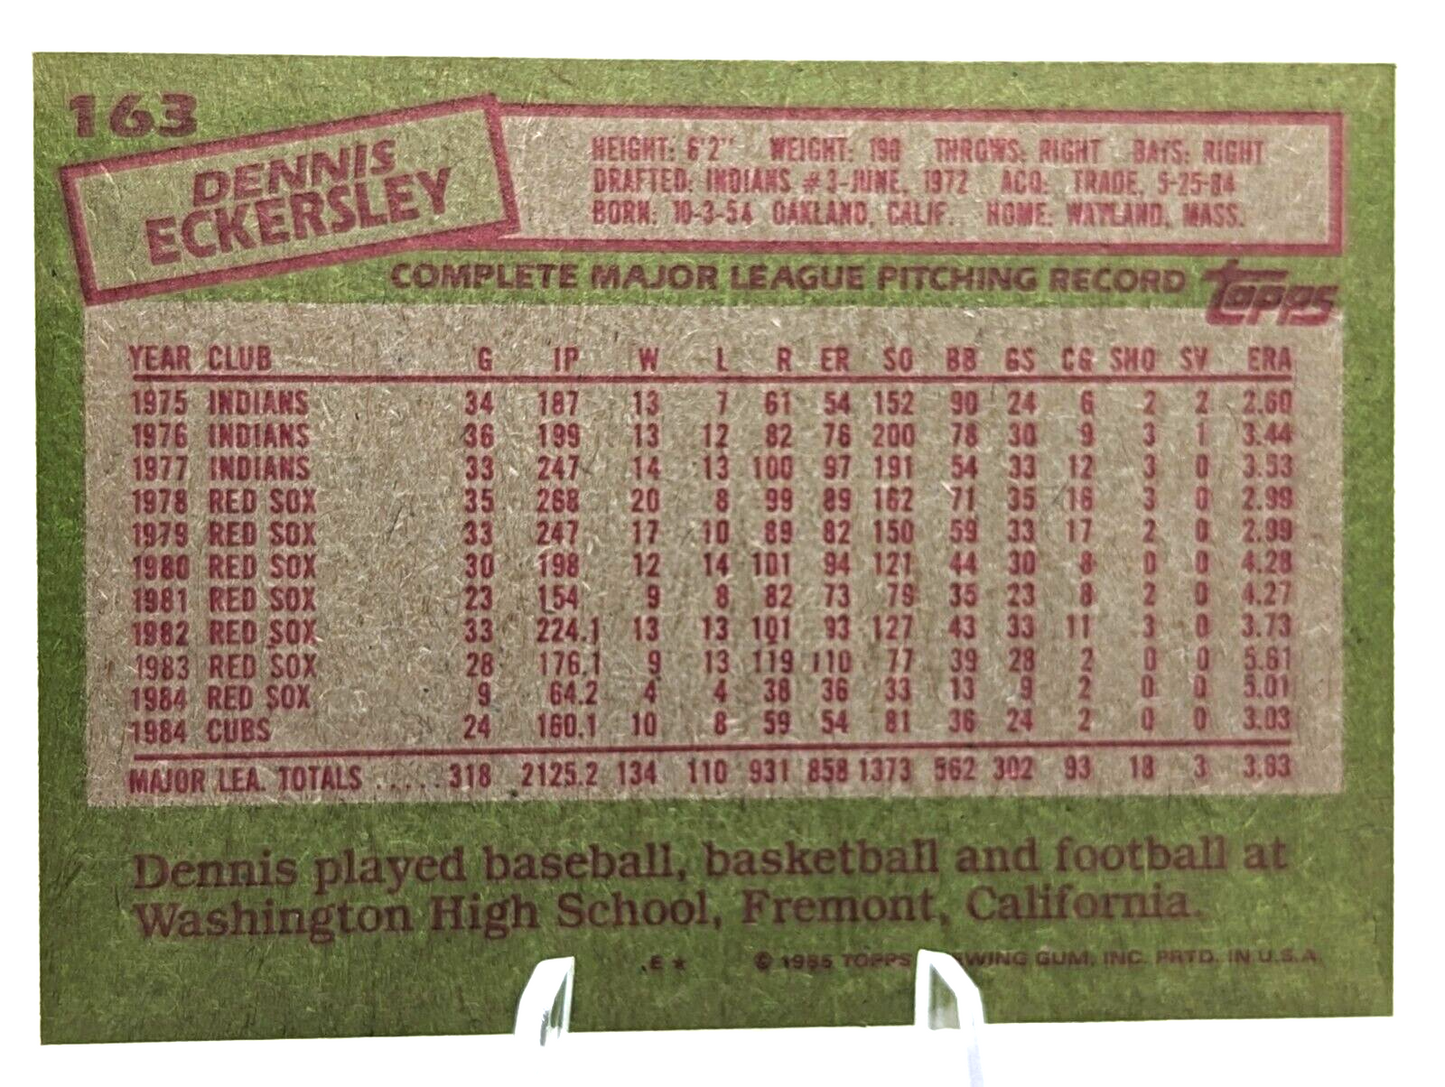 163
DENNIS
ECKERSLEY
HEIGHT: 6'2" WEIGHT: 190 THROWS: RIGHT BATS: RIGHT
DRAFTED: INDIANS #3-JUNE, 1972 ACQ: TRADE, 5-25-84
BORN: 10-3-54 OAKLAND, CALIF. HOME: WAYLAND, MASS.
COMPLETE MAJOR LEAGUE PITCHING RECORD topps
YEAR CLUB G IP W L R ER SO BB GS CG SHO SV ERA
1975 INDIANS 34 187 13 7 61 54 152 90 24 6 2 2 2.60
1976 INDIANS 36 199 13 12 82 76 200 78 30 9 3 1 3.44
1977 INDIANS 33 247 14 13 100 97 191 54 33 12 3 0 3.53
1978 RED SOX 35 268 20 8 99 89 162 71 35 16 3 0 2.99
1979 RED SOX 33 247 17 10 89 82 150 59 33 17 2 0 2.99
1980 RED SOX 30 198 12 14 101 94 121 44 30 8 0 0 4.28
1981 RED SOX 23 154 9 8 82 73 79 35 23 8 2 0 4.27
1982 RED SOX 33 224.1 13 13 101 93 127 43 33 11 3 0 3.73
1983 RED SOX 28 176.1 9 13 119 110 77 39 28 2 0 0 5.61
1984 RED SOX 9 64.2 4 4 38 36 33 13 9 2 0 0 5.01
1984 CUBS 24 160.1 10 8 59 54 81 36 24 2 0 0 3.03
MAJOR LEA. TOTALS ..... 318 2125.2 134 110 931 858 1373 562 302 93 18 3 3.63
Dennis played baseball, basketball and football at
Washington High School, Fremont, California.
E * © 1985 TOPPS WING GUM, INC. PRTD. IN U.S.A.